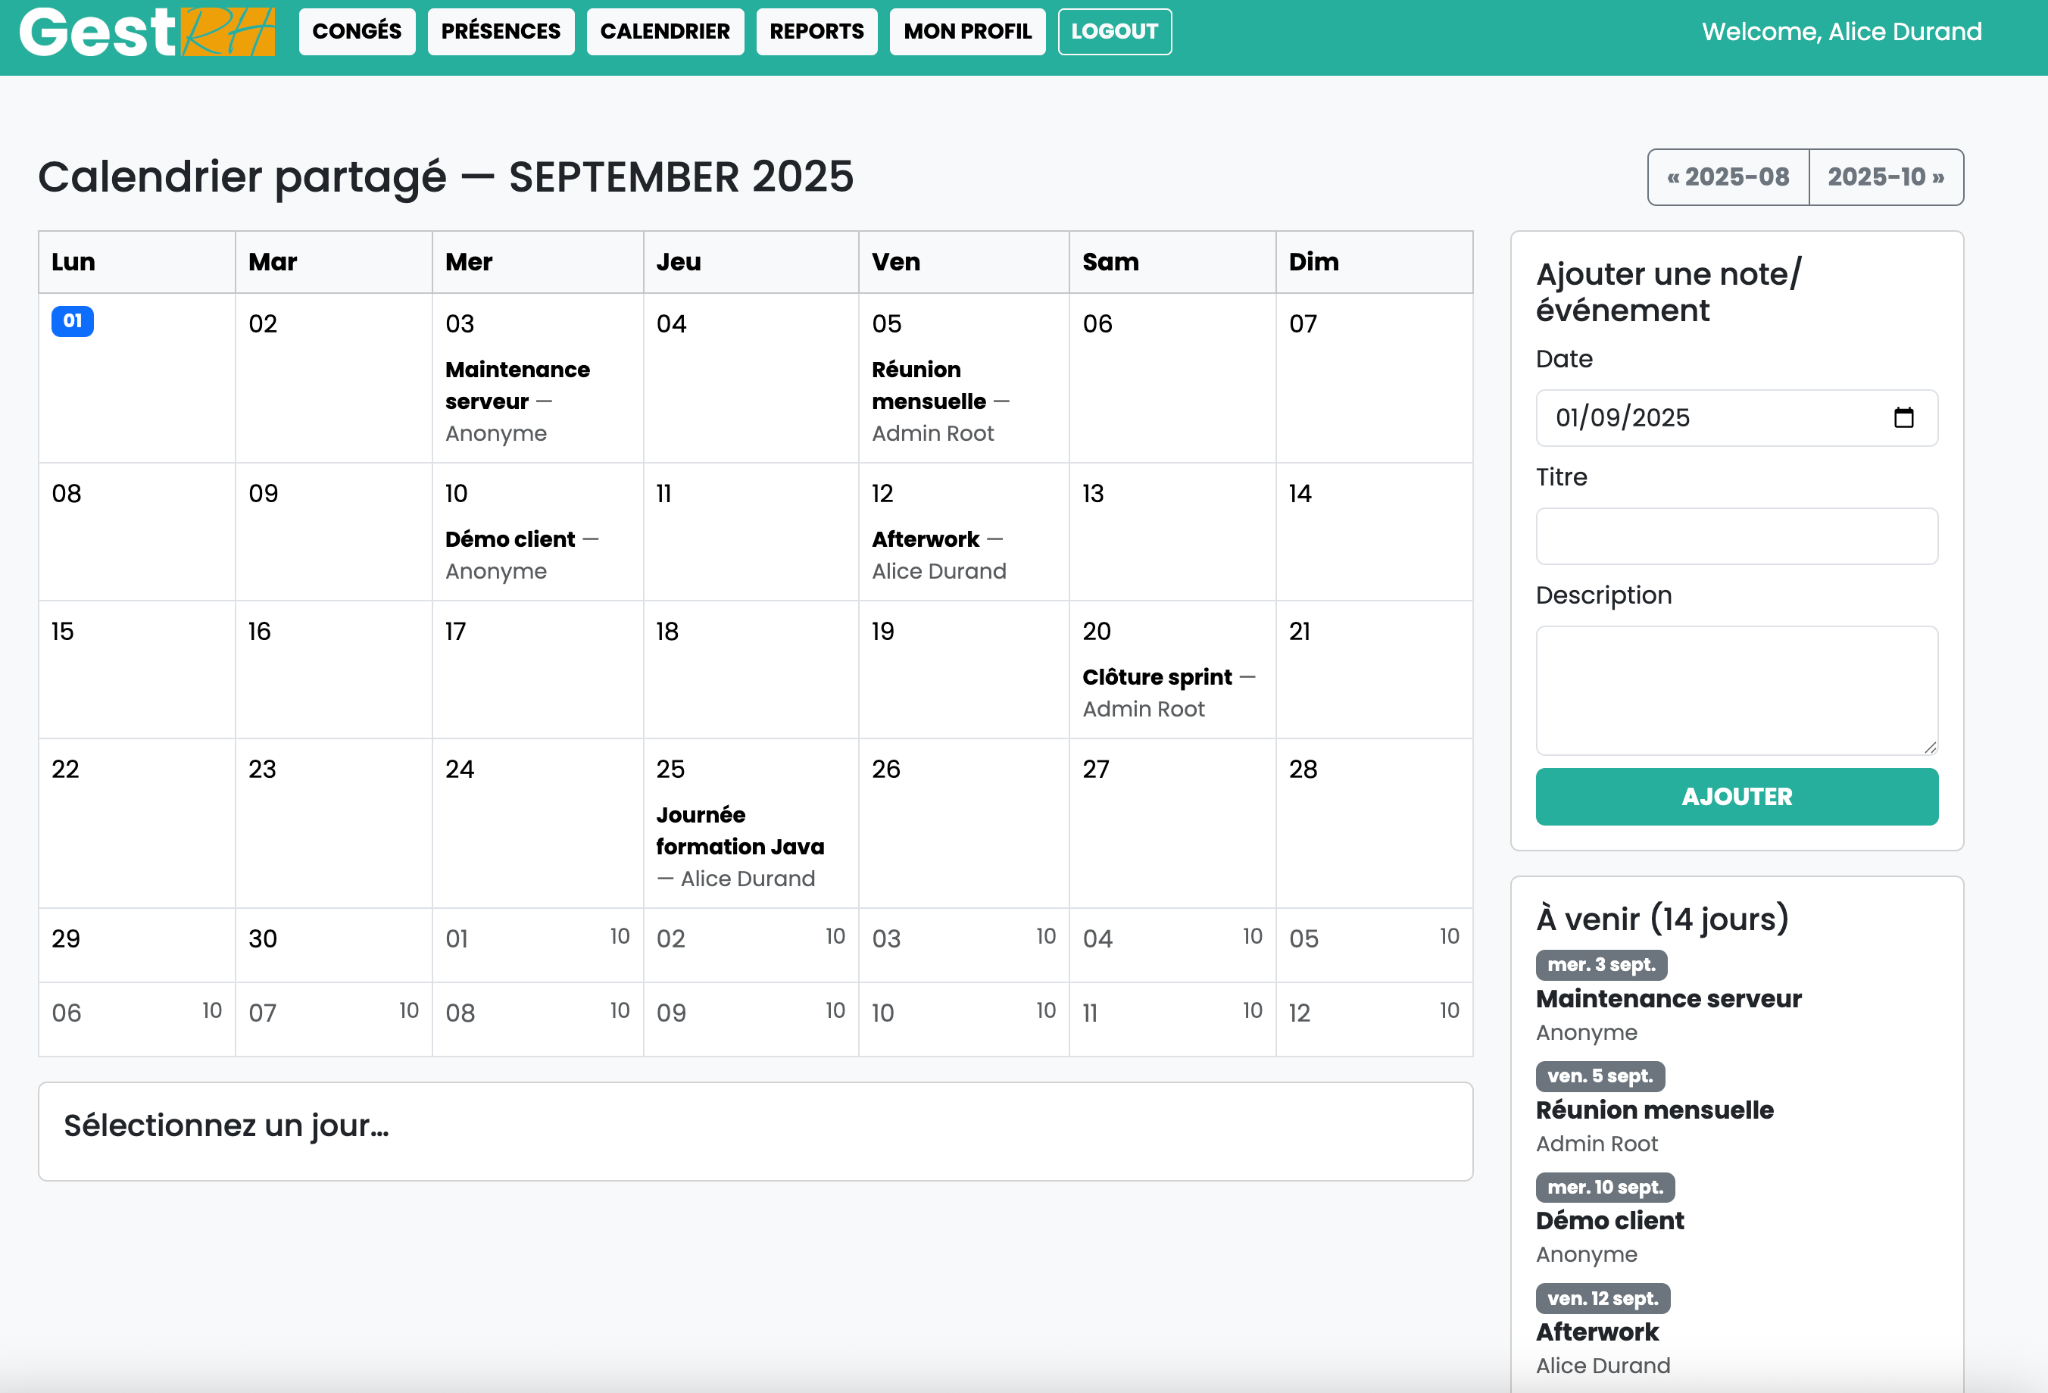 GestRH CONGÉS PRÉSENCES CALENDRIER REPORTS MON PROFIL LOGOUT Welcome, Alice Durand
Calendrier partagé — SEPTEMBER 2025
« 2025-08 2025-10 »
Lun Mar Mer Jeu Ven Sam Dim
01 02 03 04 05 06 07
Maintenance
serveur —
Anonyme
Réunion
mensuelle —
Admin Root
08 09 10 11 12 13 14
Démo client —
Anonyme
Afterwork —
Alice Durand
15 16 17 18 19 20 21
Clôture sprint —
Admin Root
22 23 24 25 26 27 28
Journée
formation Java
— Alice Durand
29 30 01 10 02 10 03 10 04 10 05 10
06 10 07 10 08 10 09 10 10 10 11 10 12 10
Sélectionnez un jour...
Ajouter une note/
événement
Date
01/09/2025
Titre
Description
AJOUTER
À venir (14 jours)
mer. 3 sept.
Maintenance serveur
Anonyme
ven. 5 sept.
Réunion mensuelle
Admin Root
mer. 10 sept.
Démo client
Anonyme
ven. 12 sept.
Afterwork
Alice Durand